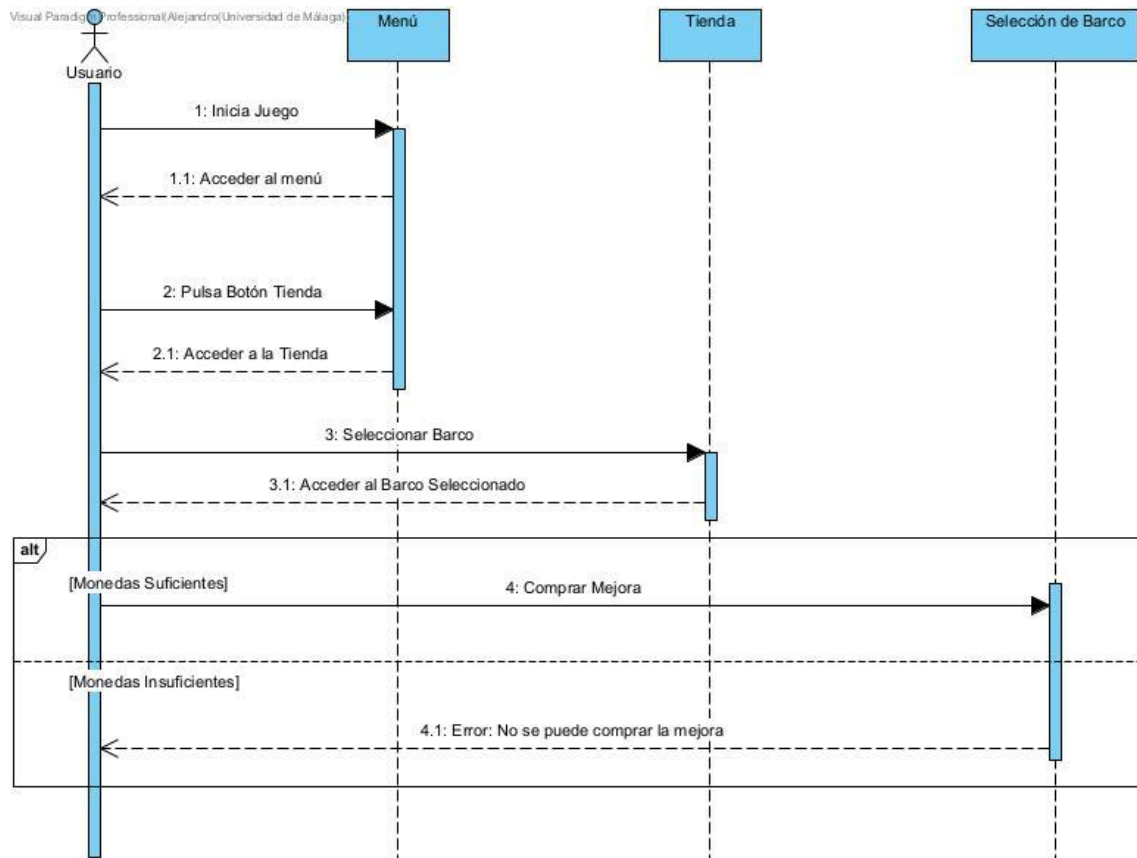 Visual Paradigm Professional(Alejandro(Universidad de Málaga)
Usuario
Menú
Tienda
Selección de Barco
1: Inicia Juego
1.1: Acceder al menú
2: Pulsa Botón Tienda
2.1: Acceder a la Tienda
3: Seleccionar Barco
3.1: Acceder al Barco Seleccionado
alt
[Monedas Suficientes]
4: Comprar Mejora
[Monedas Insuficientes]
4.1: Error: No se puede comprar la mejora